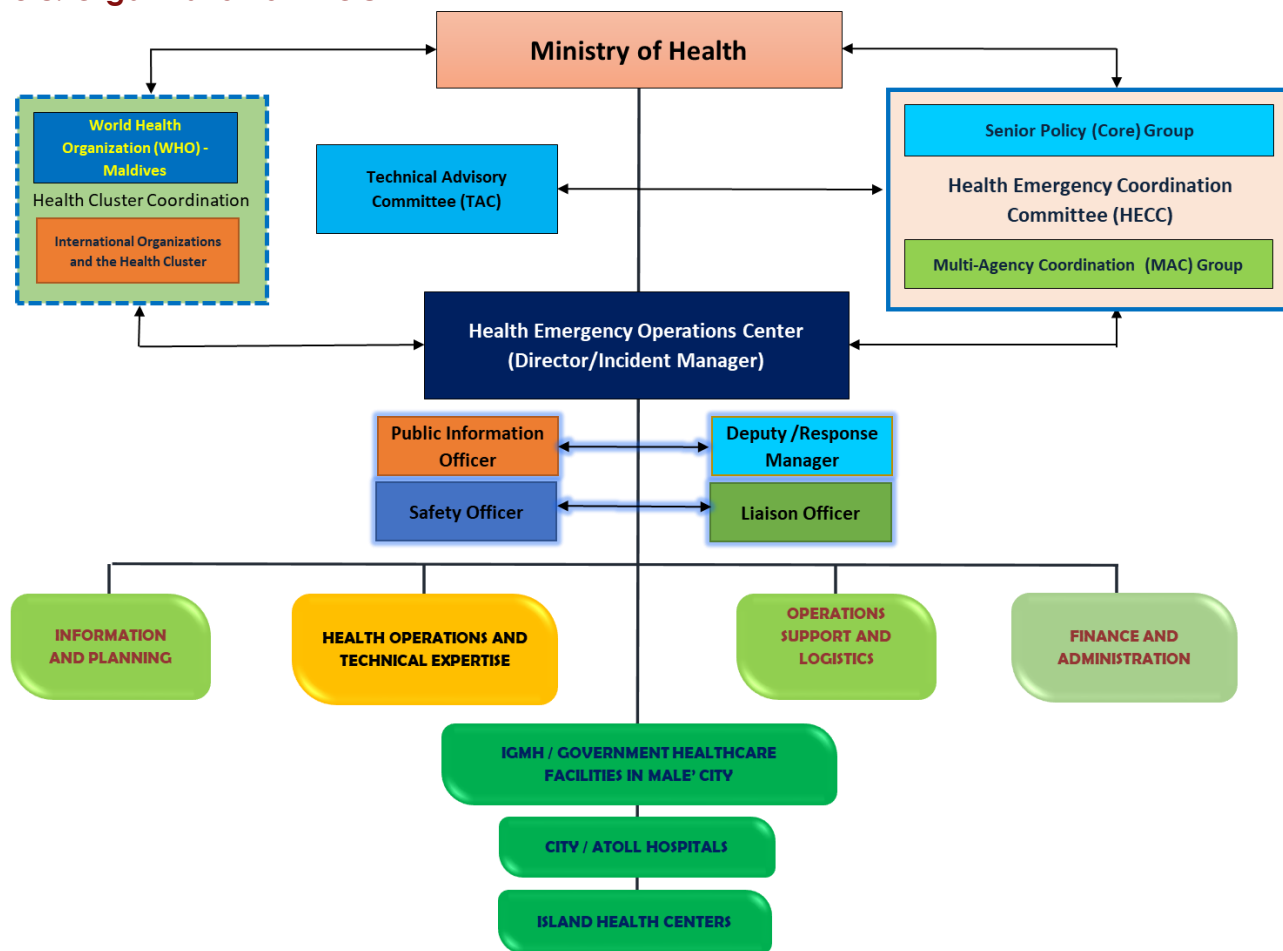 Ministry of Health
World Health
Organization (WHO) -
Maldives
Health Cluster Coordination
International Organizations
and the Health Cluster
Technical Advisory
Committee (TAC)
Senior Policy (Core) Group
Health Emergency Coordination
Committee (HECC)
Multi-Agency Coordination (MAC) Group
Health Emergency Operations Center
(Director/Incident Manager)
Public Information
Officer
Deputy /Response
Manager
Safety Officer
Liaison Officer
INFORMATION
AND PLANNING
HEALTH OPERATIONS AND
TECHNICAL EXPERTISE
OPERATIONS
SUPPORT AND
LOGISTICS
FINANCE AND
ADMINISTRATION
IGMH / GOVERNMENT HEALTHCARE
FACILITIES IN MALE’ CITY
CITY / ATOLL HOSPITALS
ISLAND HEALTH CENTERS